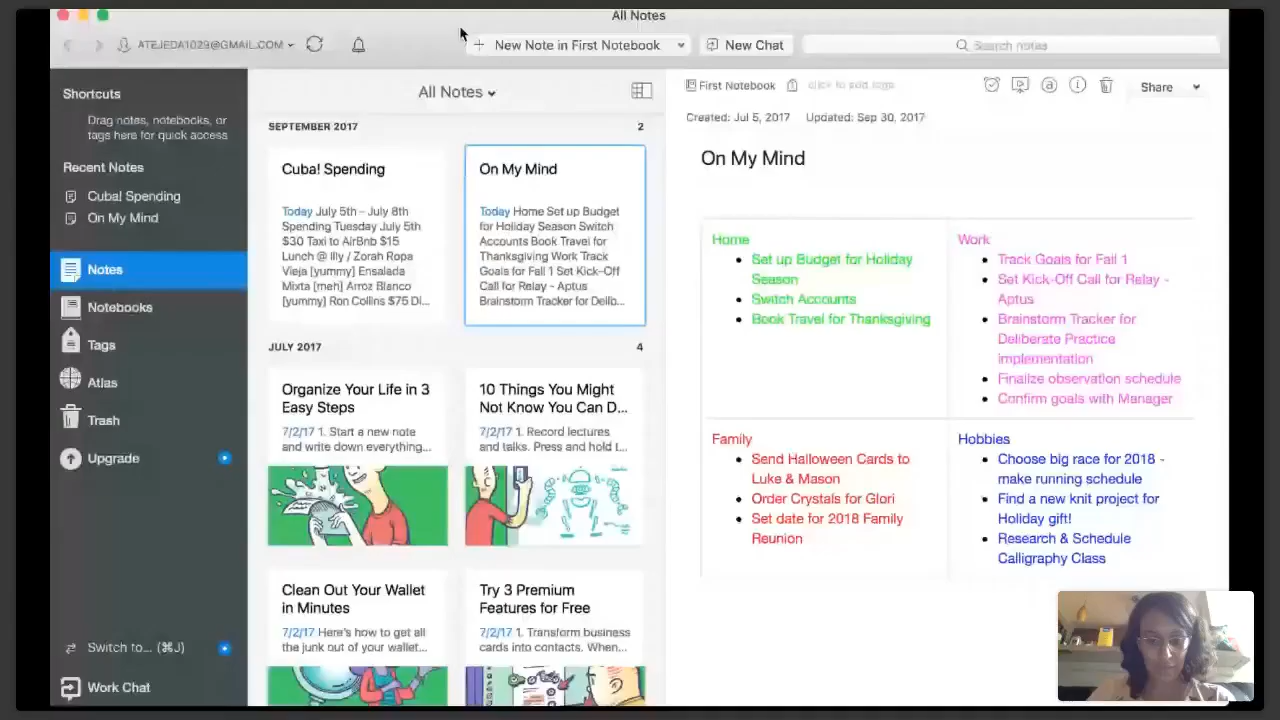 All Notes
ATEJEDA1029@GMAIL.COM
New Note in First Notebook
New Chat
Search notes
Shortcuts
Drag notes, notebooks, or
tags here for quick access
Recent Notes
Cuba! Spending
On My Mind
Notes
Notebooks
Tags
Atlas
Trash
Upgrade
Switch to... (⌘J)
Work Chat
All Notes
SEPTEMBER 2017 2
Cuba! Spending
Today July 5th - July 8th
Spending Tuesday July 5th
$30 Taxi to AirBnb $15
Lunch @ Illy / Zorah Ropa
Vieja [yummy] Ensalada
Mixta [meh] Arroz Blanco
[yummy] Ron Collins $75 Di...
On My Mind
Today Home Set up Budget
for Holiday Season Switch
Accounts Book Travel for
Thanksgiving Work Track
Goals for Fall 1 Set Kick-Off
Call for Relay - Aptus
Brainstorm Tracker for Delib...
JULY 2017 4
Organize Your Life in 3
Easy Steps
7/2/17 1. Start a new note
and write down everything...
10 Things You Might
Not Know You Can D...
7/2/17 1. Record lectures
and talks. Press and hold t...
Clean Out Your Wallet
in Minutes
7/2/17 Here's how to get all
the junk out of your wallet...
Try 3 Premium
Features for Free
7/2/17 1. Transform business
cards into contacts. When...
First Notebook
click to add tags
Share
Created: Jul 5, 2017 Updated: Sep 30, 2017
On My Mind
Home
Set up Budget for Holiday
Season
Switch Accounts
Book Travel for Thanksgiving
Work
Track Goals for Fall 1
Set Kick-Off Call for Relay -
Aptus
Brainstorm Tracker for
Deliberate Practice
implementation
Finalize observation schedule
Confirm goals with Manager
Family
Send Halloween Cards to
Luke & Mason
Order Crystals for Glori
Set date for 2018 Family
Reunion
Hobbies
Choose big race for 2018 -
make running schedule
Find a new knit project for
Holiday gift!
Research & Schedule
Calligraphy Class